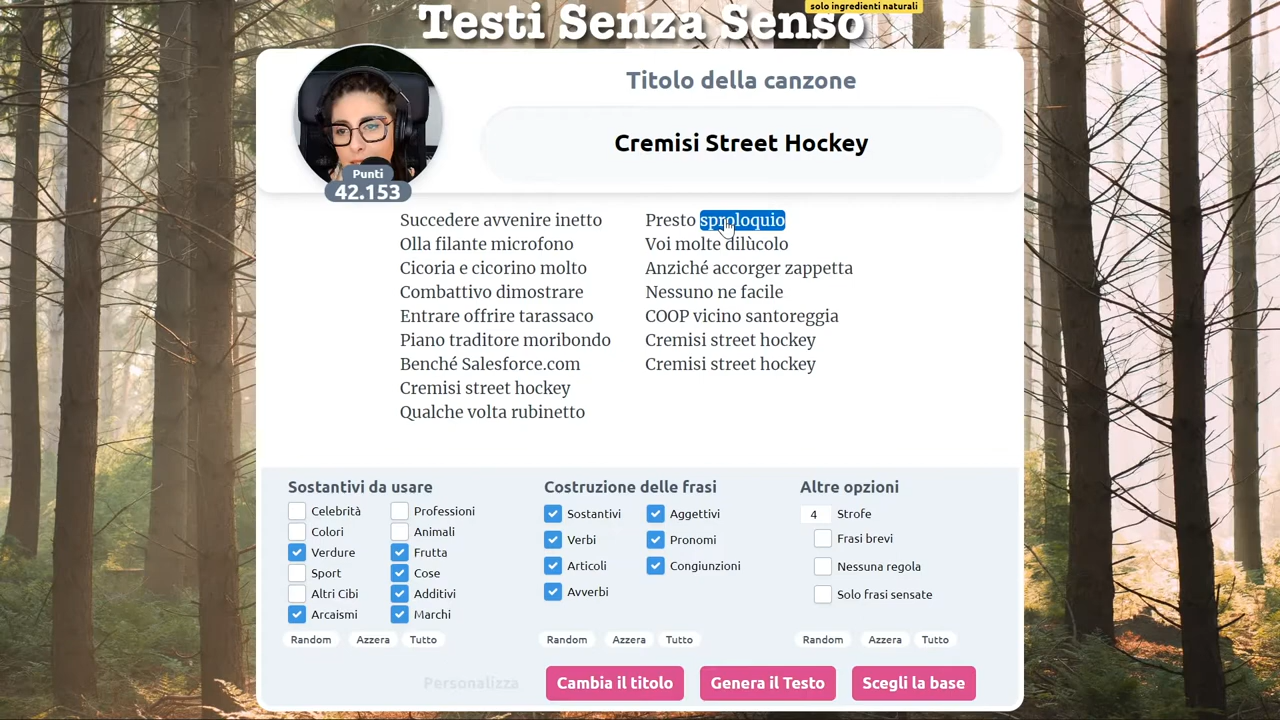 solo ingredienti naturali
Testi Senza Senso
Titolo della canzone
Cremisi Street Hockey
Punti
42.153
Succedere avvenire inetto
Olla filante microfono
Cicoria e cicorino molto
Combattivo dimostrare
Entrare offrire tarassaco
Piano traditore moribondo
Benché Salesforce.com
Cremisi street hockey
Qualche volta rubinetto
Presto sproloquio
Voi molte dilùcolo
Anziché accorger zappetta
Nessuno ne facile
COOP vicino santoreggia
Cremisi street hockey
Cremisi street hockey
Sostantivi da usare
Celebrità Professioni
Colori Animali
Verdure Frutta
Sport Cose
Altri Cibi Additivi
Arcaismi Marchi
Random Azzera Tutto
Costruzione delle frasi
Sostantivi Aggettivi
Verbi Pronomi
Articoli Congiunzioni
Avverbi
Random Azzera Tutto
Altre opzioni
4 Strofe
Frasi brevi
Nessuna regola
Solo frasi sensate
Random Azzera Tutto
Personalizza Cambia il titolo Genera il Testo Scegli la base